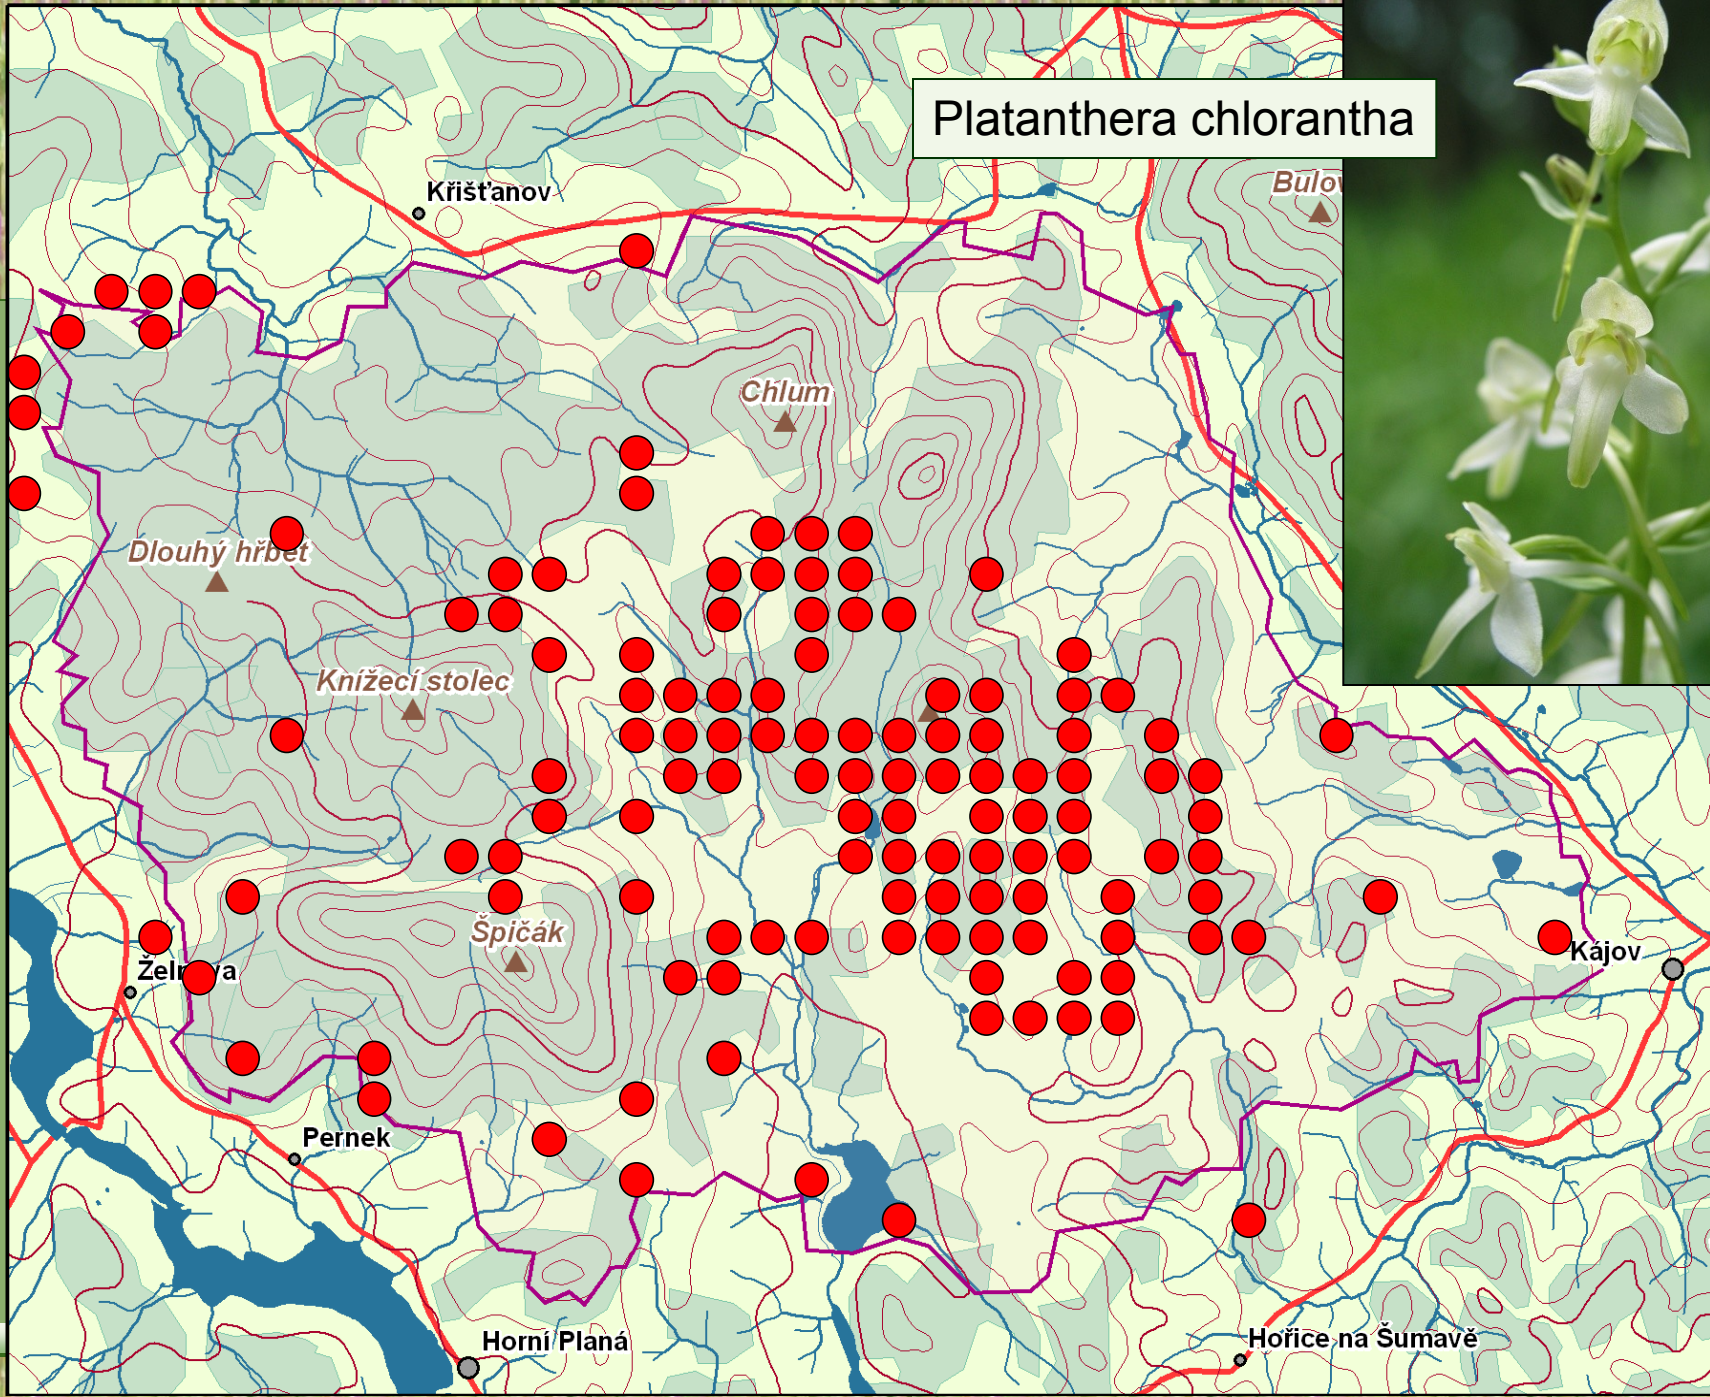 Platanthera chlorantha
Křišťanov
Chlum
Dlouhý hřbet
Knížecí stolec
Špičák
Kájov
Pernek
Horní Planá
Hořice na Šumavě